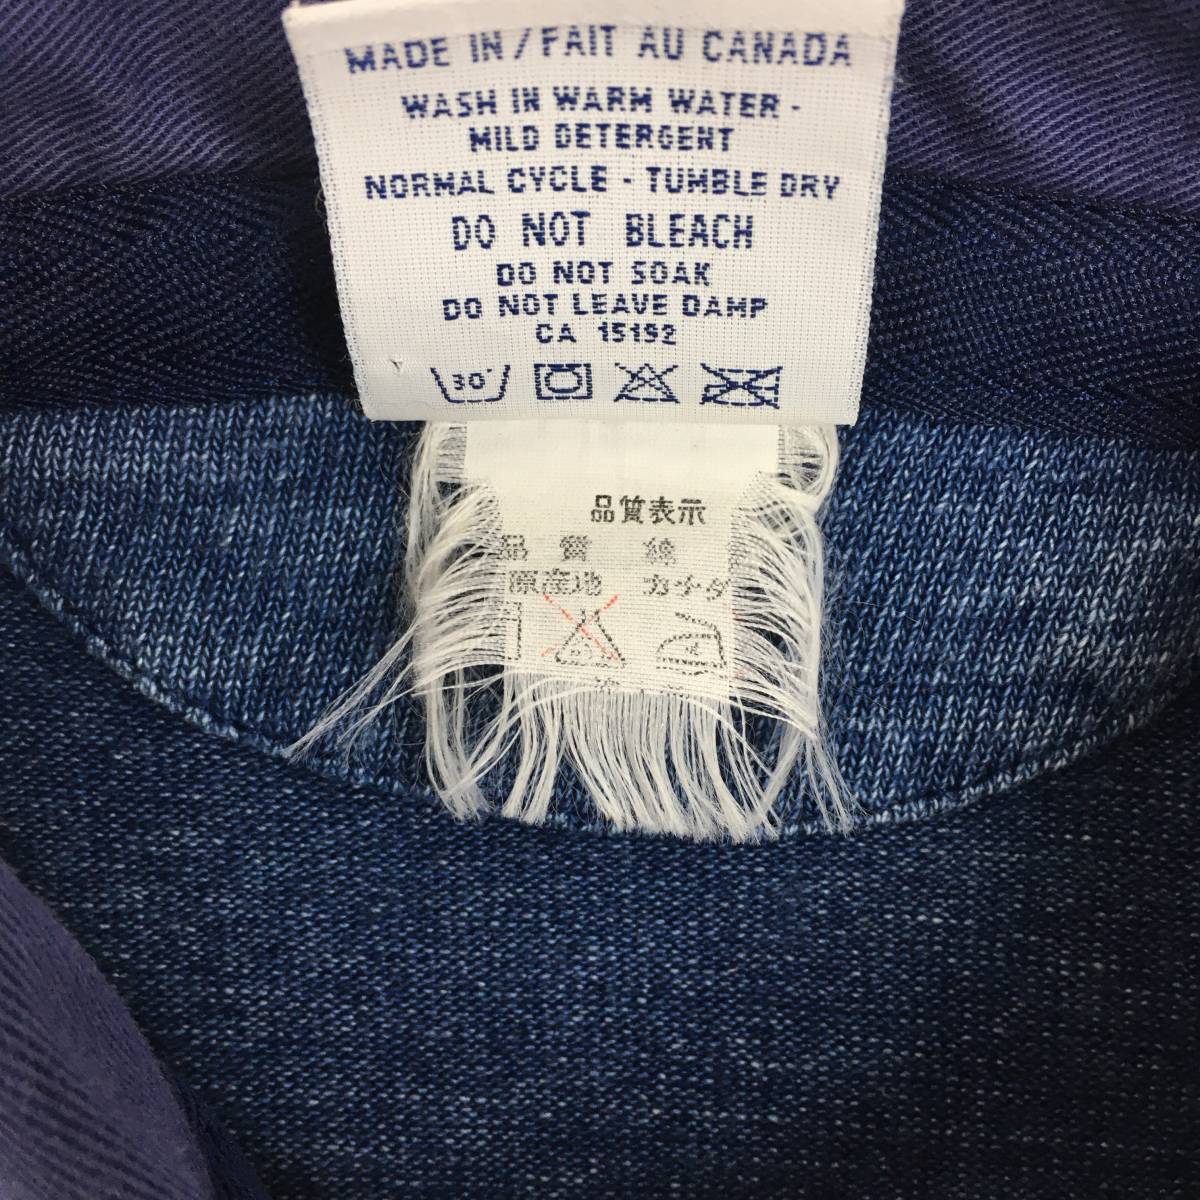 MADE IN / FAIT AU CANADA
WASH IN WARM WATER -
MILD DETERGENT
NORMAL CYCLE - TUMBLE DRY
DO NOT BLEACH
DO NOT SOAK
DO NOT LEAVE DAMP
CA 15192
30°
品質表示
品質 綿
原産地 カナダ